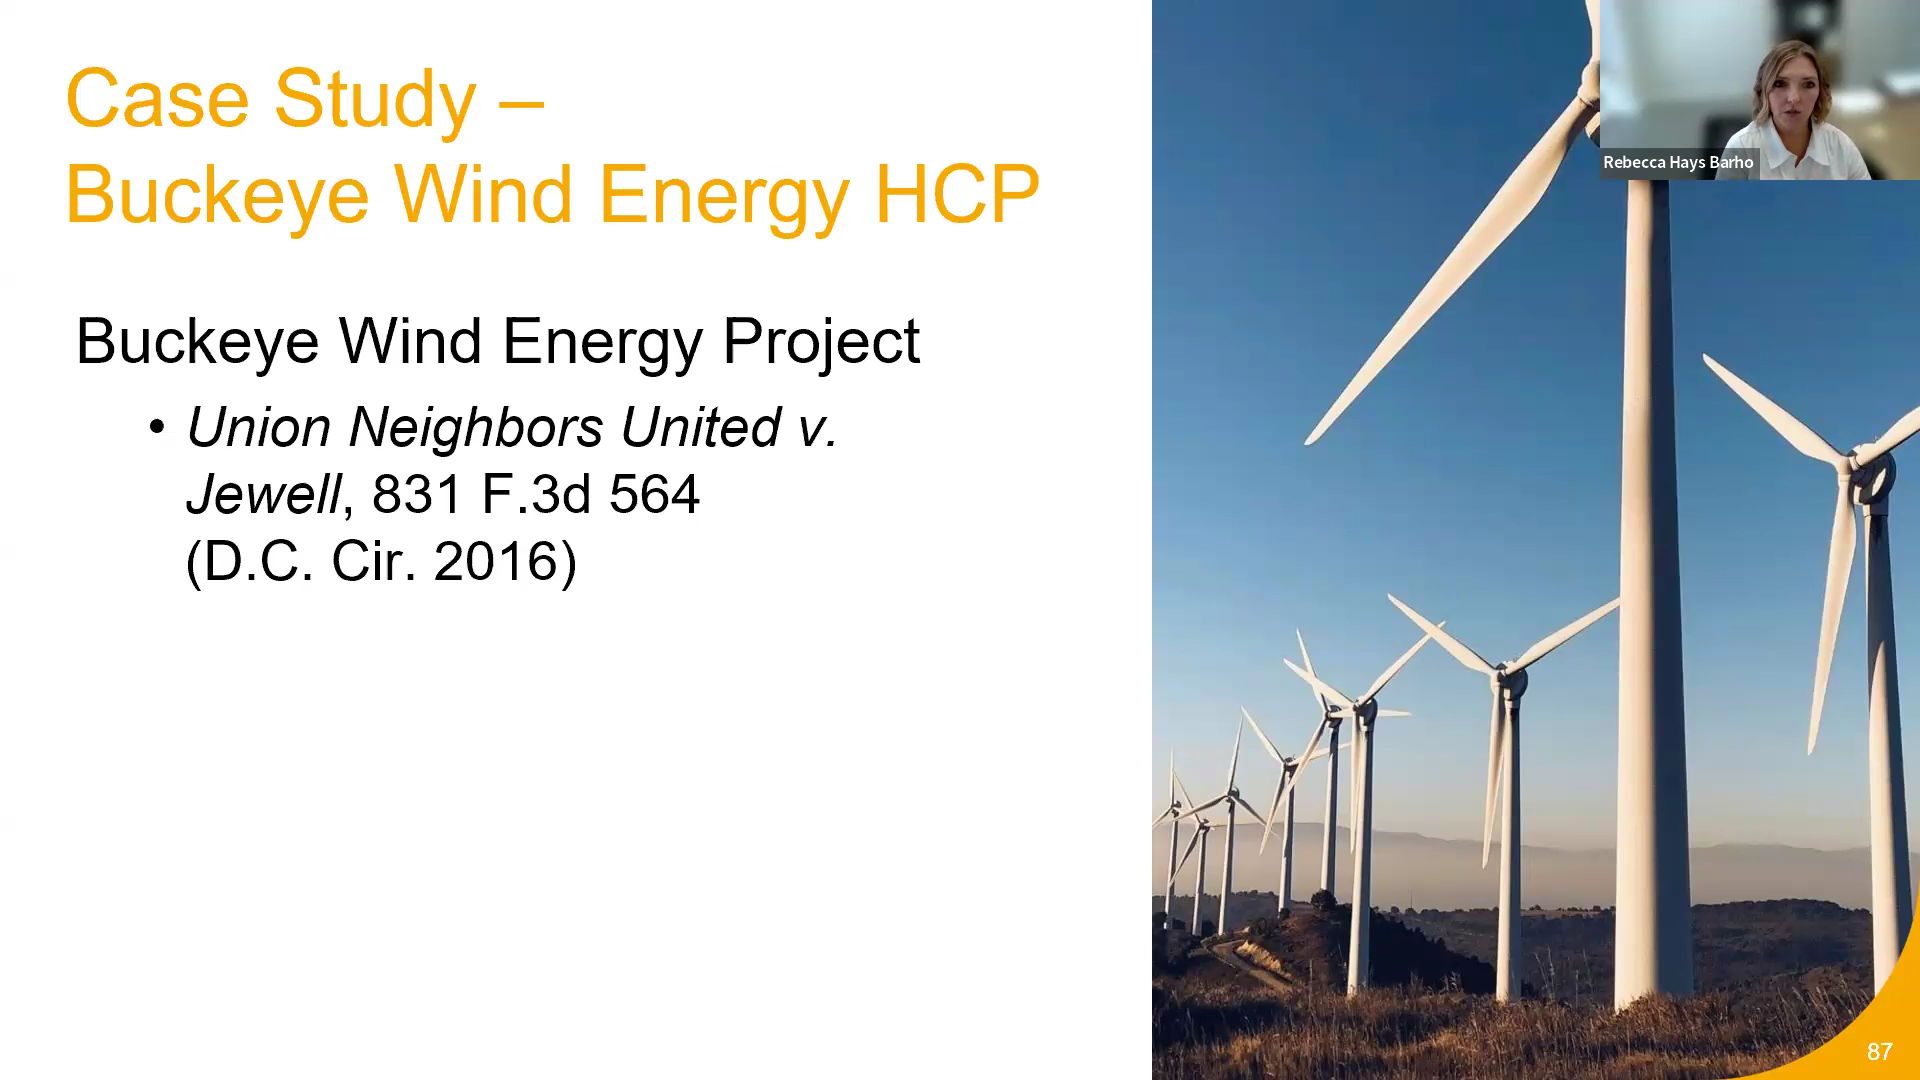 Case Study –
Buckeye Wind Energy HCP
Buckeye Wind Energy Project
• Union Neighbors United v.
Jewell, 831 F.3d 564
(D.C. Cir. 2016)
Rebecca Hays Barho
87